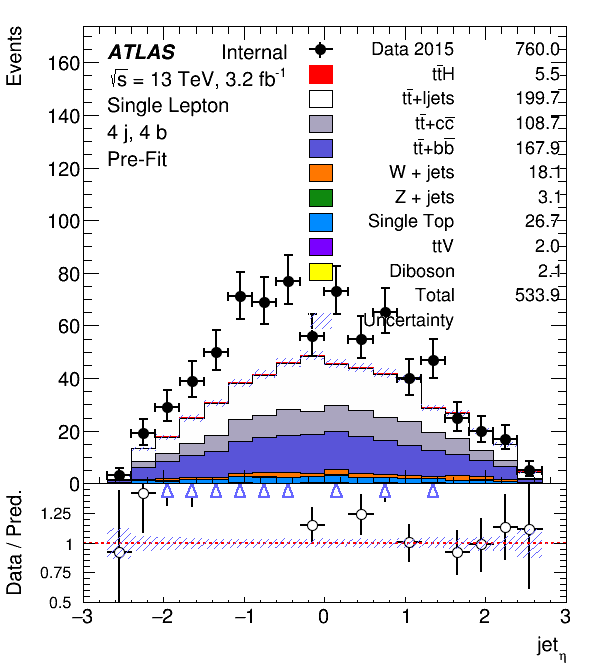 Events
160
140
120
100
80
60
40
20
0
ATLAS Internal
√s = 13 TeV, 3.2 fb⁻¹
Single Lepton
4 j, 4 b
Pre-Fit
Data 2015 760.0
tt̄H 5.5
tt̄+ljets 199.7
tt̄+cc̄ 108.7
tt̄+bb̄ 167.9
W + jets 18.1
Z + jets 3.1
Single Top 26.7
ttV 2.0
Diboson 2.1
Total 533.9
Uncertainty
Data / Pred.
1.25
1
0.75
0.5
−3 −2 −1 0 1 2 3
jet_η